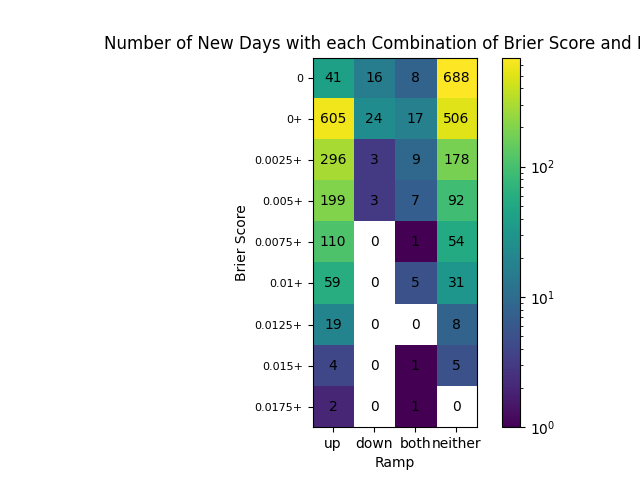 Number of New Days with each Combination of Brier Score and
0 41 16 8 688
0+ 605 24 17 506
0.0025+ 296 3 9 178
0.005+ 199 3 7 92
0.0075+ 110 0 1 54
0.01+ 59 0 5 31
0.0125+ 19 0 0 8
0.015+ 4 0 1 5
0.0175+ 2 0 1 0
up down both neither
Ramp
Brier Score
10²
10¹
10⁰